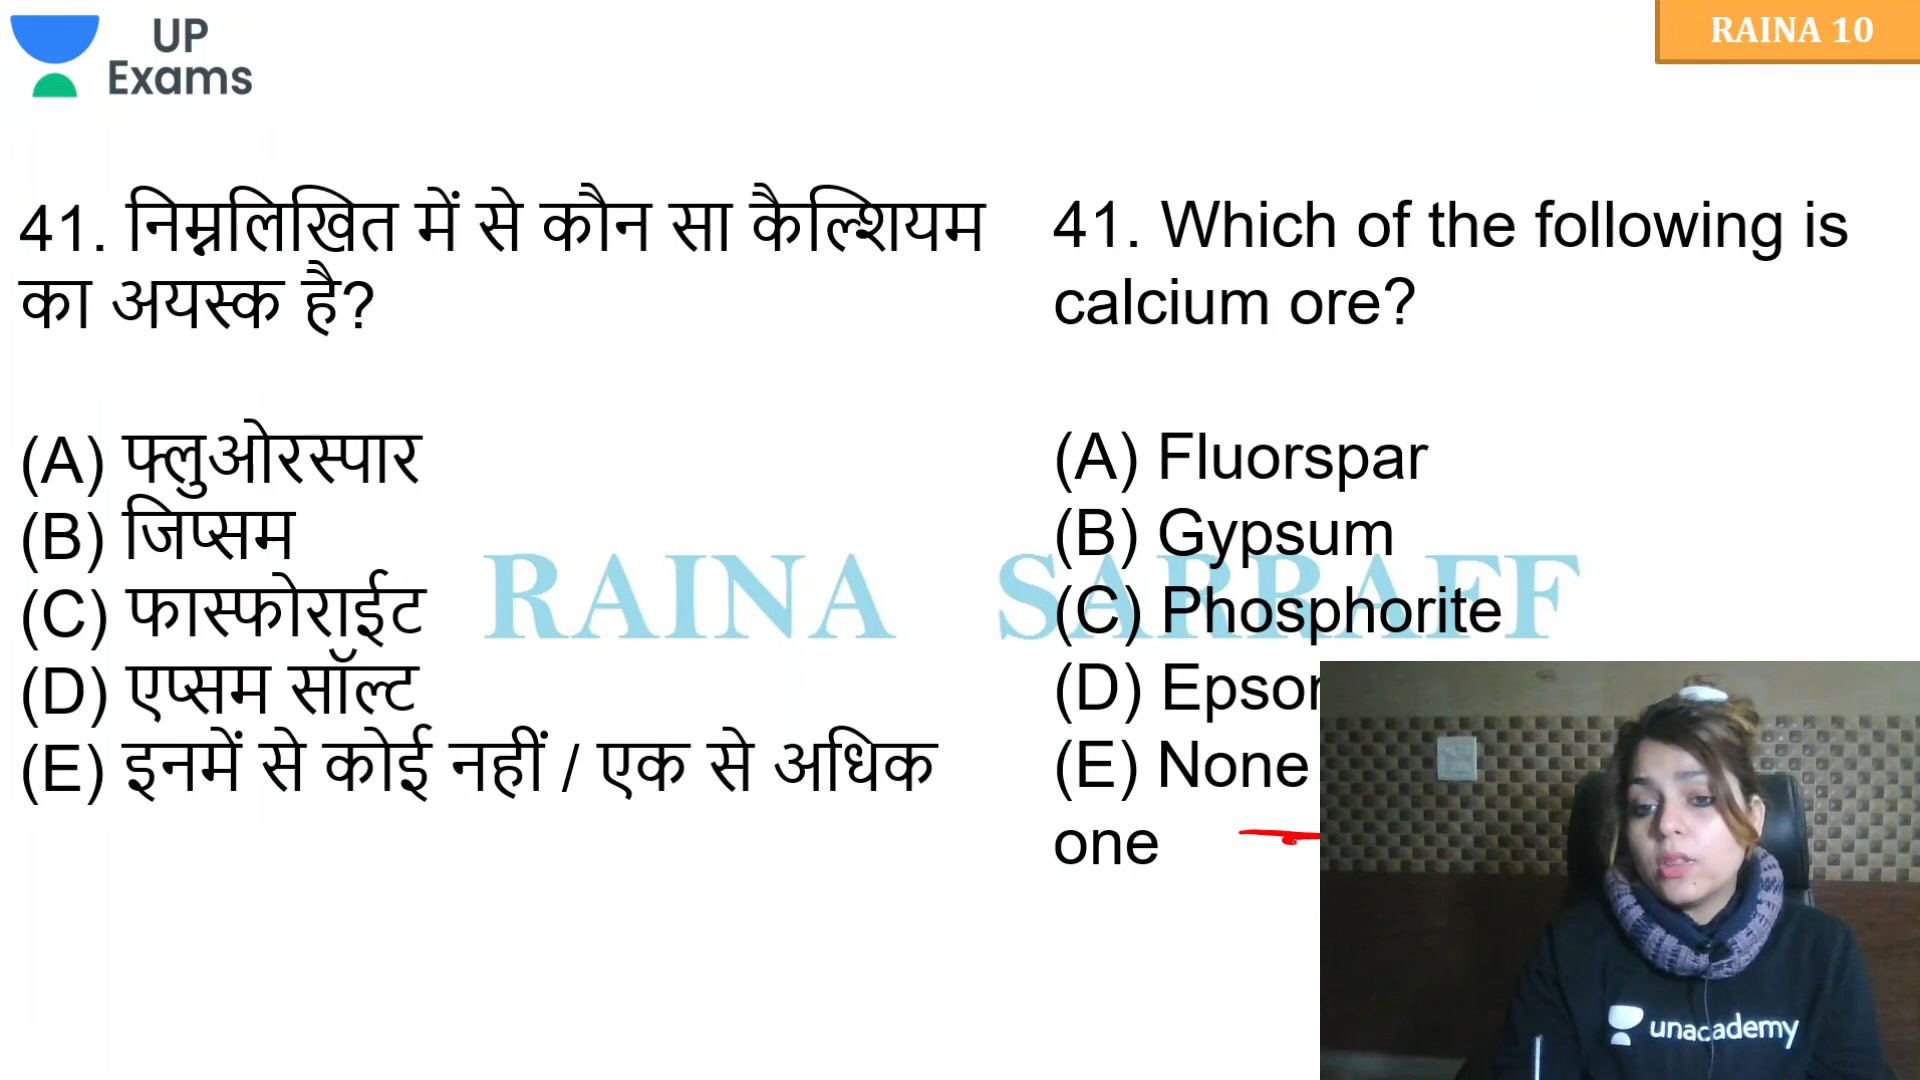 UP
Exams
RAINA 10
41. निम्नलिखित में से कौन सा कैल्शियम
का अयस्क है?
(A) फ्लुओरस्पार
(B) जिप्सम
(C) फास्फोराईट
(D) एप्सम सॉल्ट
(E) इनमें से कोई नहीं / एक से अधिक
41. Which of the following is
calcium ore?
(A) Fluorspar
(B) Gypsum
(C) Phosphorite
(D)
(E) None
one
RAINA SARRAFF
unacademy